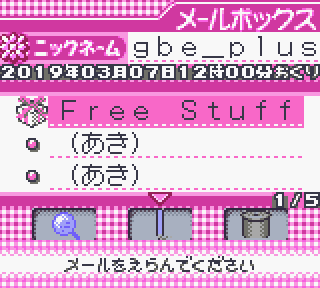 メールボックス
ニックネーム gbe_plus
2019年03月07日12時00分おくり
Free Stuff
(あき)
(あき)
1/5
メールをえらんでください